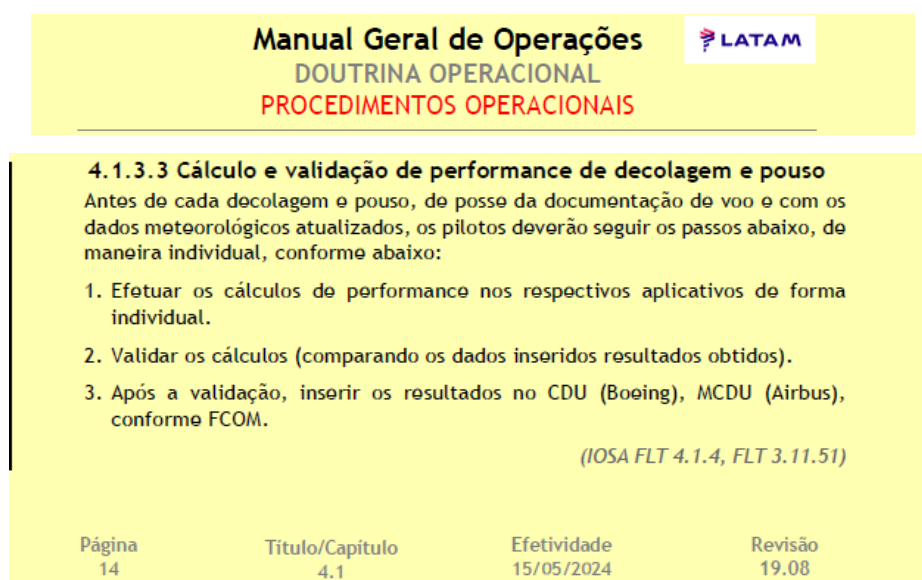 Manual Geral de Operações
LATAM
DOUTRINA OPERACIONAL
PROCEDIMENTOS OPERACIONAIS
4.1.3.3 Cálculo e validação de performance de decolagem e pouso
Antes de cada decolagem e pouso, de posse da documentação de voo e com os
dados meteorológicos atualizados, os pilotos deverão seguir os passos abaixo, de
maneira individual, conforme abaixo:
1. Efetuar os cálculos de performance nos respectivos aplicativos de forma
individual.
2. Validar os cálculos (comparando os dados inseridos resultados obtidos).
3. Após a validação, inserir os resultados no CDU (Boeing), MCDU (Airbus),
conforme FCOM.
(IOSA FLT 4.1.4, FLT 3.11.51)
Página Título/Capítulo Efetividade Revisão
14 4.1 15/05/2024 19.08